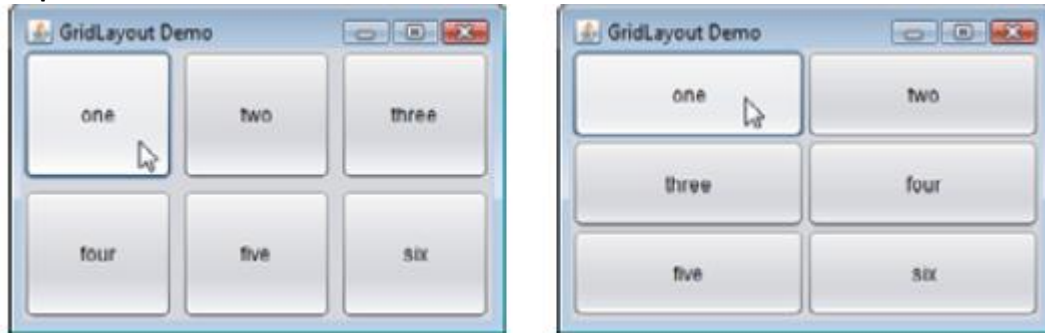 GridLayout Demo
one two three
four five six
GridLayout Demo
one two
three four
five six